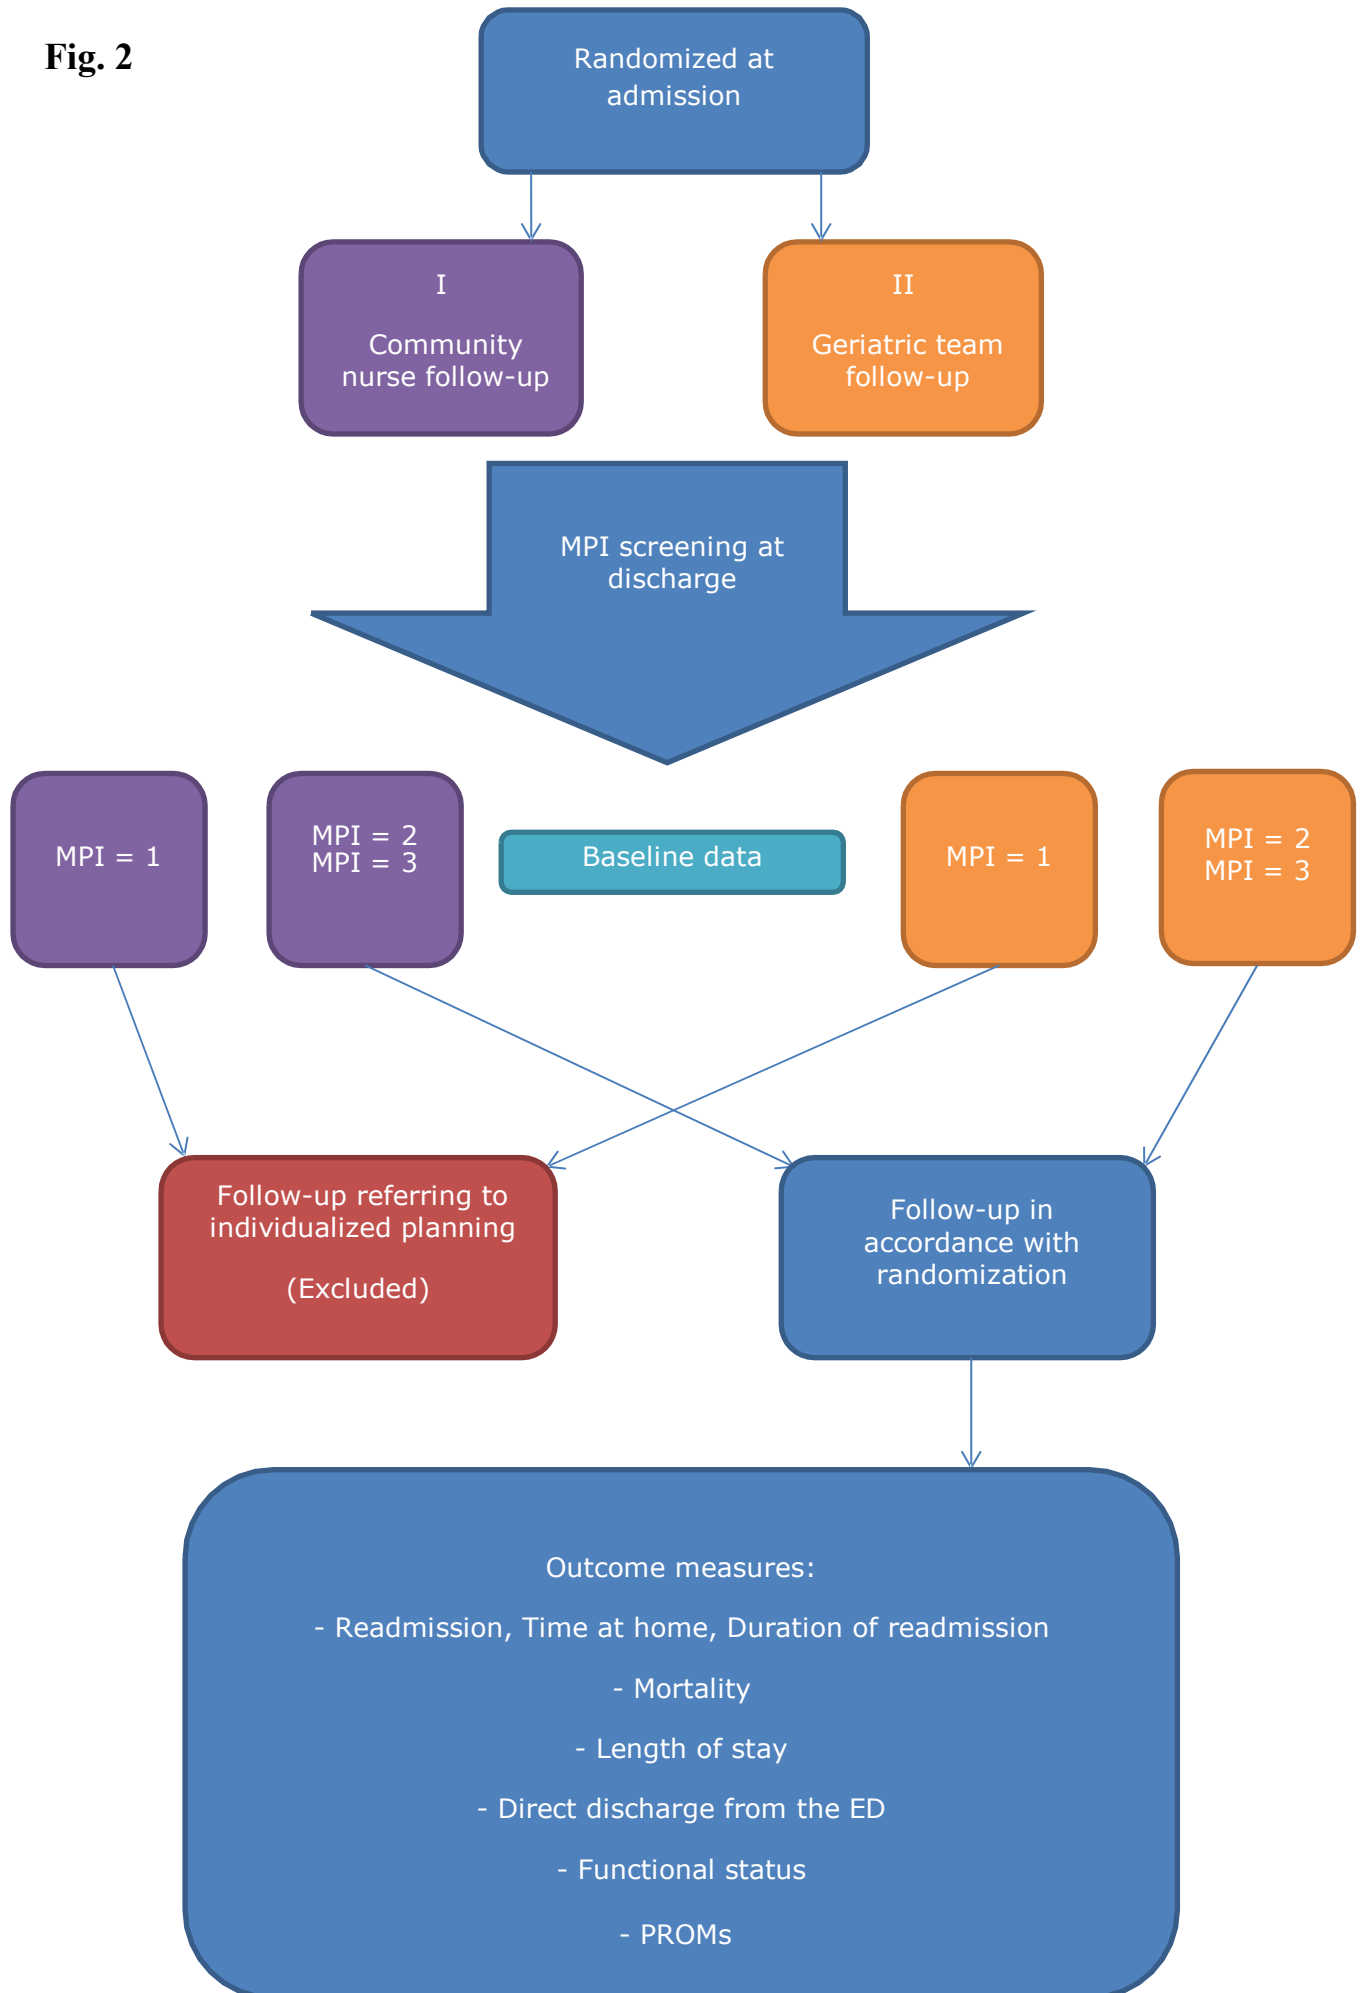 Fig. 2
Randomized at
admission
I
Community
nurse follow-up
II
Geriatric team
follow-up
MPI screening at
discharge
MPI = 1
MPI = 2
MPI = 3
Baseline data
MPI = 1
MPI = 2
MPI = 3
Follow-up referring to
individualized planning
(Excluded)
Follow-up in
accordance with
randomization
Outcome measures:
- Readmission, Time at home, Duration of readmission
- Mortality
- Length of stay
- Direct discharge from the ED
- Functional status
- PROMs